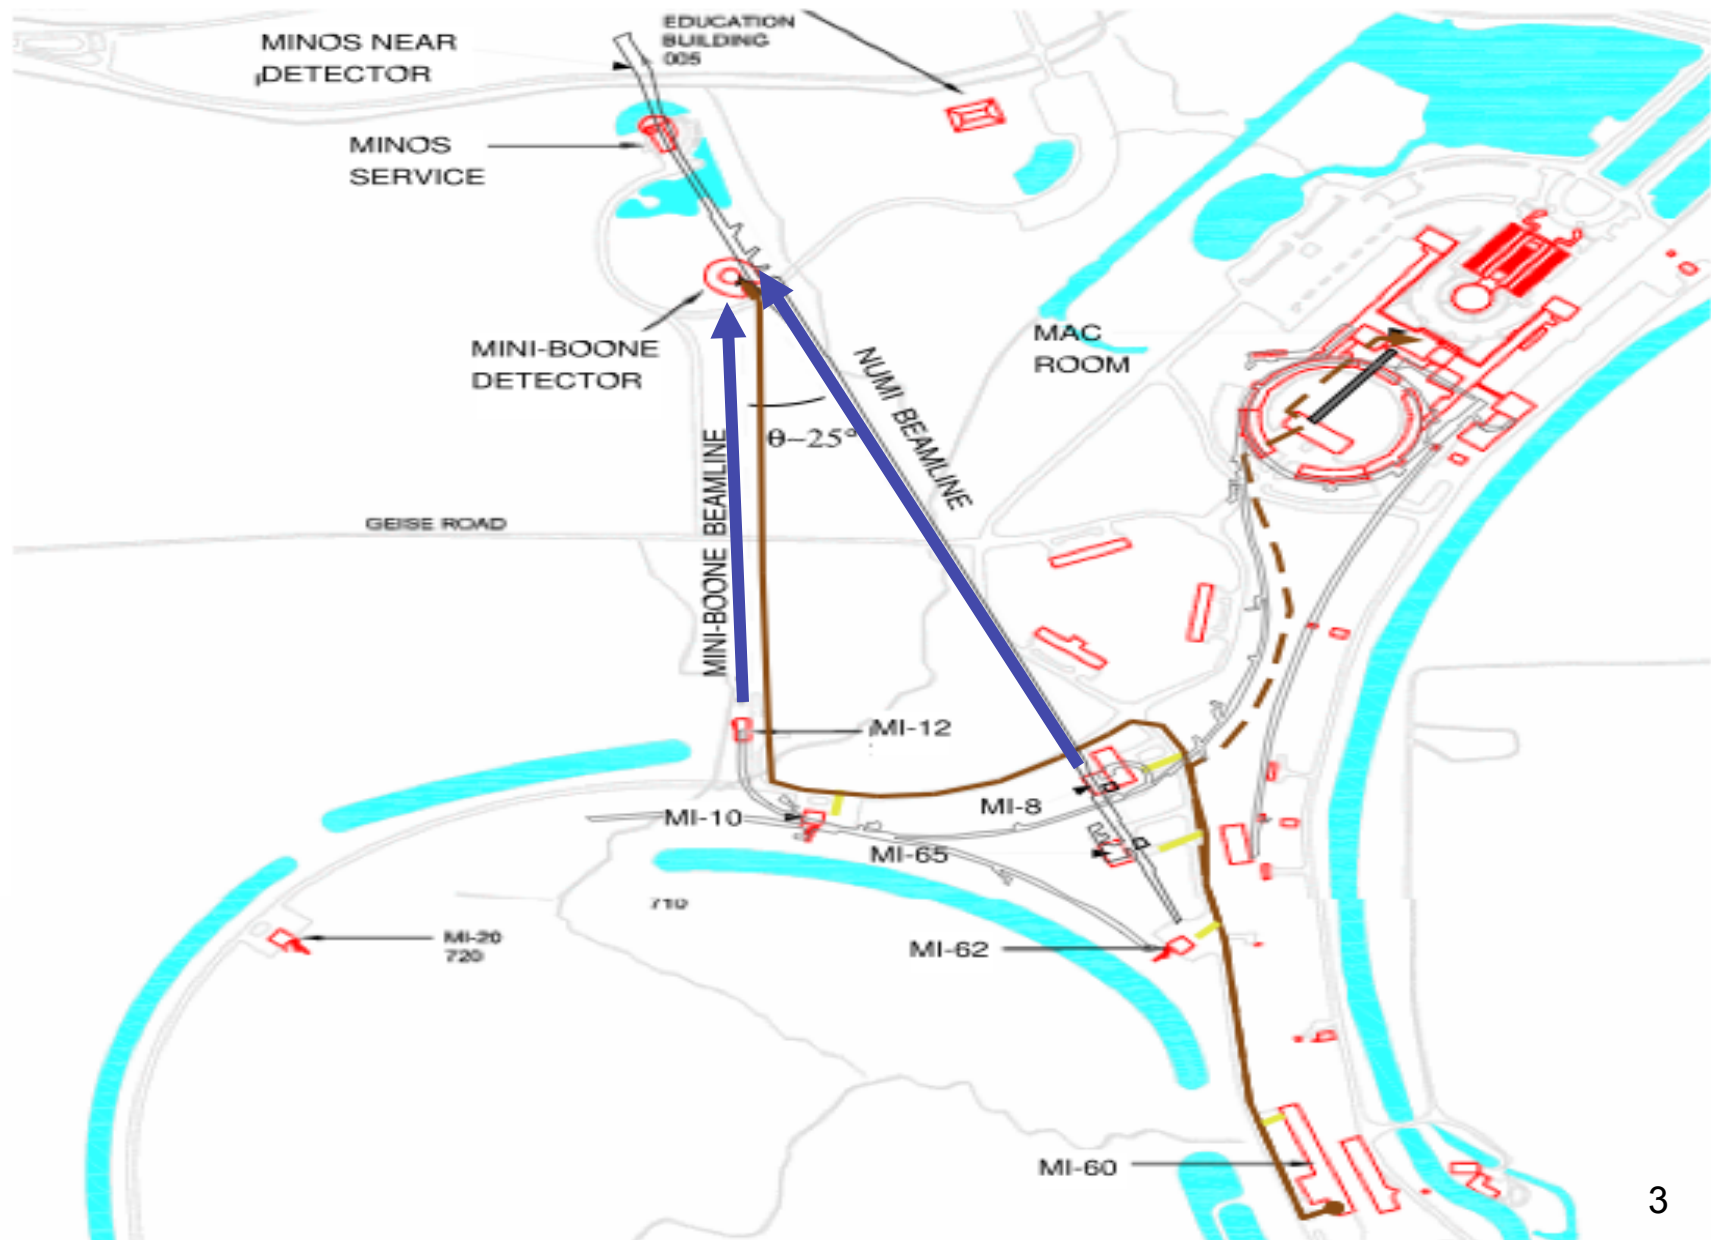 EDUCATION
BUILDING
005
MINOS NEAR
DETECTOR
MINOS
SERVICE
MINI-BOONE
DETECTOR
MAC
ROOM
NUMI BEAMLINE
θ~25°
MINI-BOONE BEAMLINE
GEISE ROAD
MI-12
MI-10
MI-8
MI-65
710
MI-20
720
MI-62
MI-60
3